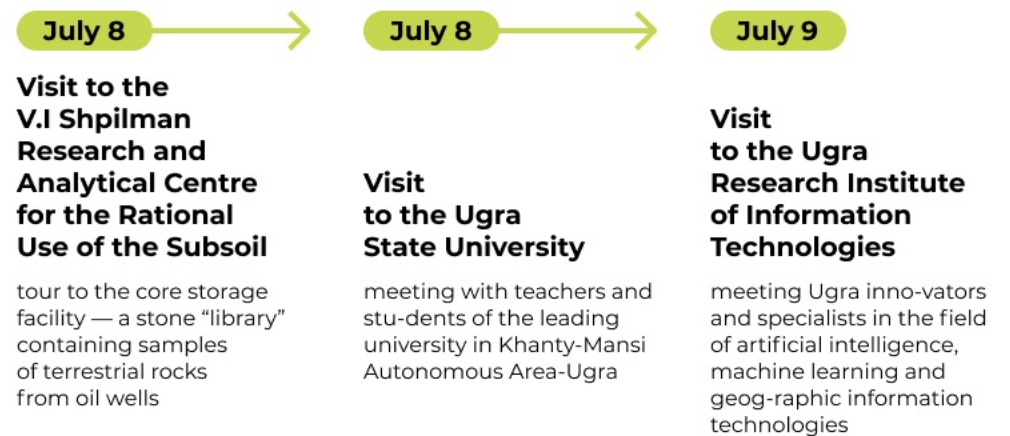 July 8
Visit to the
V.I Shpilman
Research and
Analytical Centre
for the Rational
Use of the Subsoil
tour to the core storage
facility — a stone “library”
containing samples
of terrestrial rocks
from oil wells
July 8
Visit
to the Ugra
State University
meeting with teachers and
stu-dents of the leading
university in Khanty-Mansi
Autonomous Area-Ugra
July 9
Visit
to the Ugra
Research Institute
of Information
Technologies
meeting Ugra inno-vators
and specialists in the field
of artificial intelligence,
machine learning and
geog-raphic information
technologies